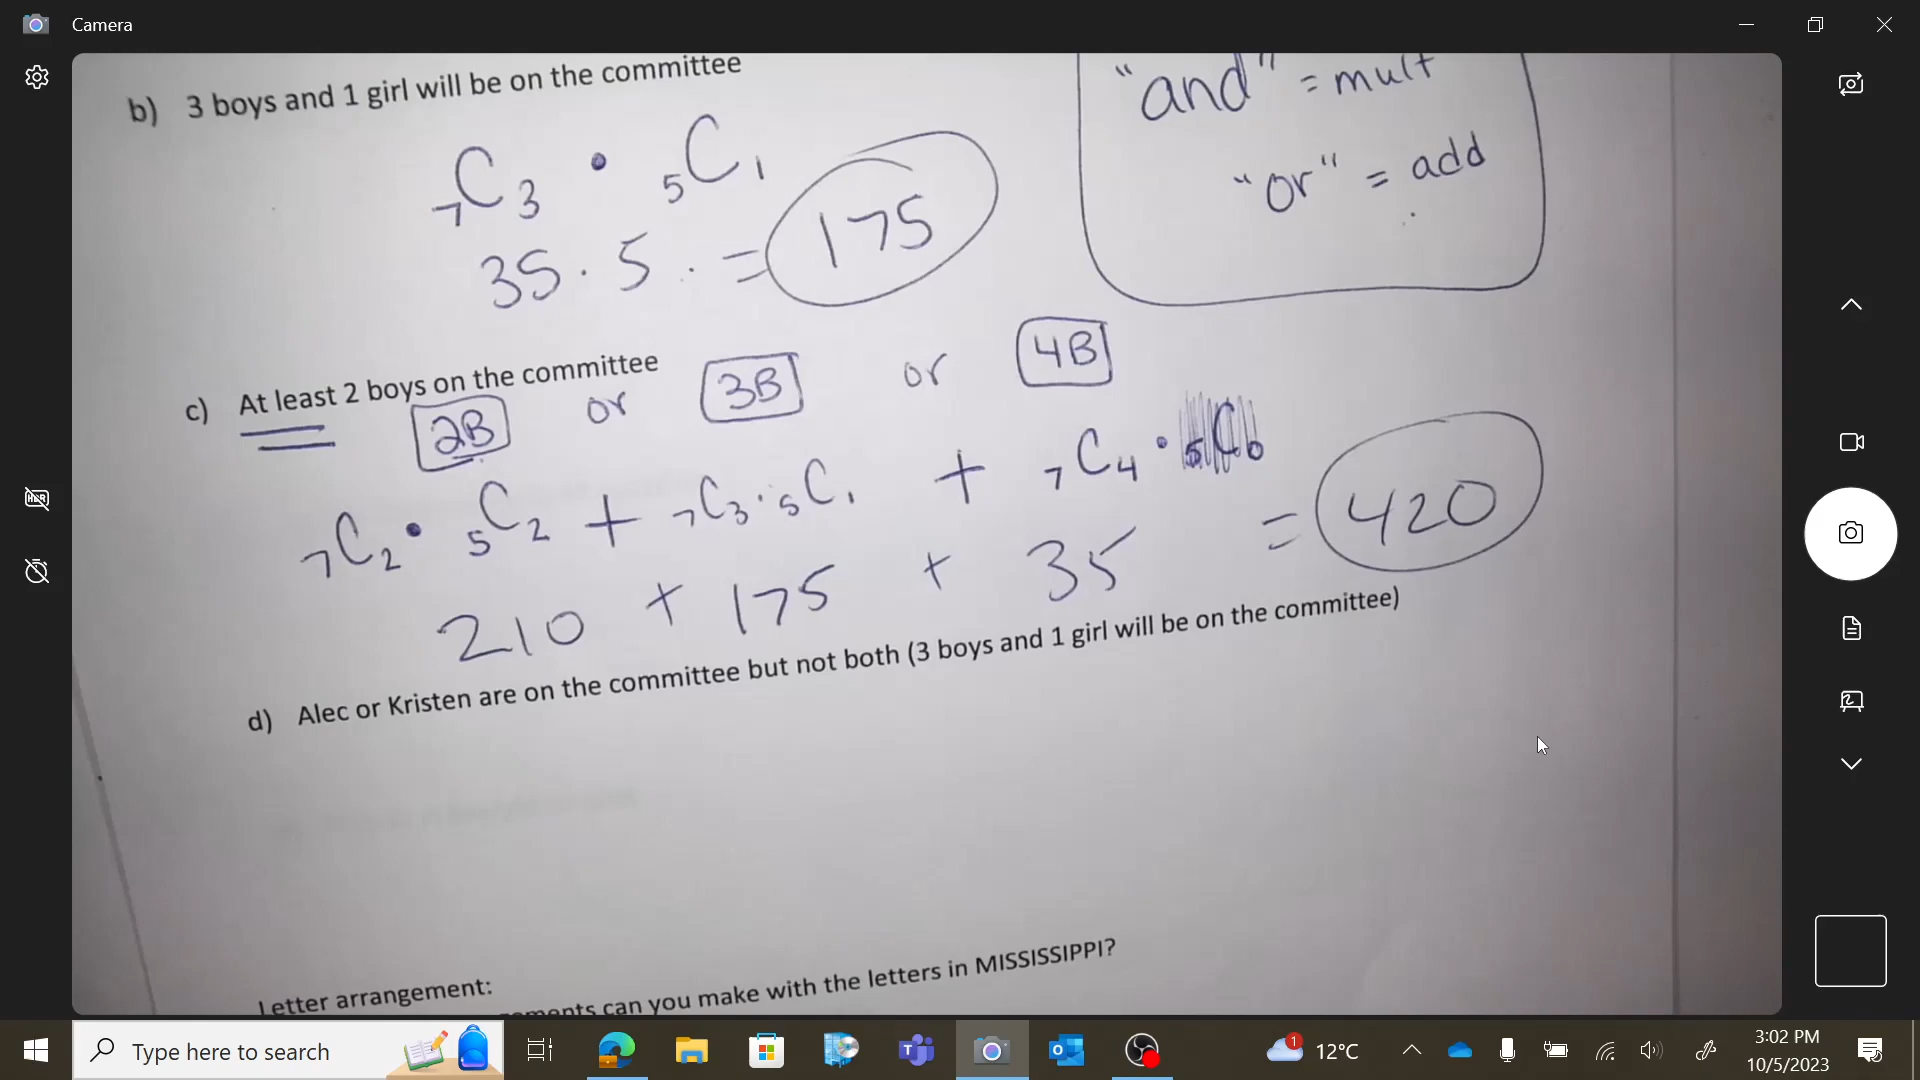 Camera
b) 3 boys and 1 girl will be on the committee
"and" = mult
"or" = add
₇C₃ • ₅C₁
35 · 5 = 175
c) At least 2 boys on the committee
2B or 3B or 4B
₇C₂ • ₅C₂ + ₇C₃ · ₅C₁ + ₇C₄ • ₅C₀
210 + 175 + 35 = 420
d) Alec or Kristen are on the committee but not both (3 boys and 1 girl will be on the committee)
Letter arrangement:
can you make with the letters in MISSISSIPPI?
Type here to search
1
12°C
3:02 PM
10/5/2023